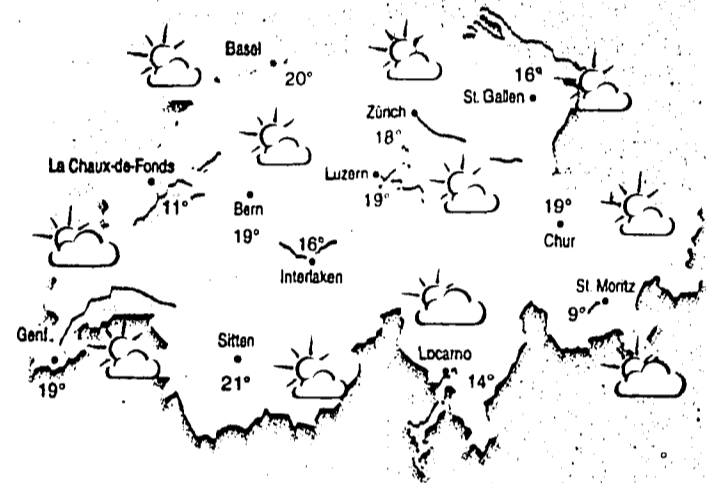 Basel
20°
16°
St. Gallen
Zürich
18°
La Chaux-de-Fonds
11°
Luzern
19°
Bern
19°
19°
Chur
16°
Interlaken
St. Moritz
9°
Genf
19°
Sitten
21°
Locarno
14°